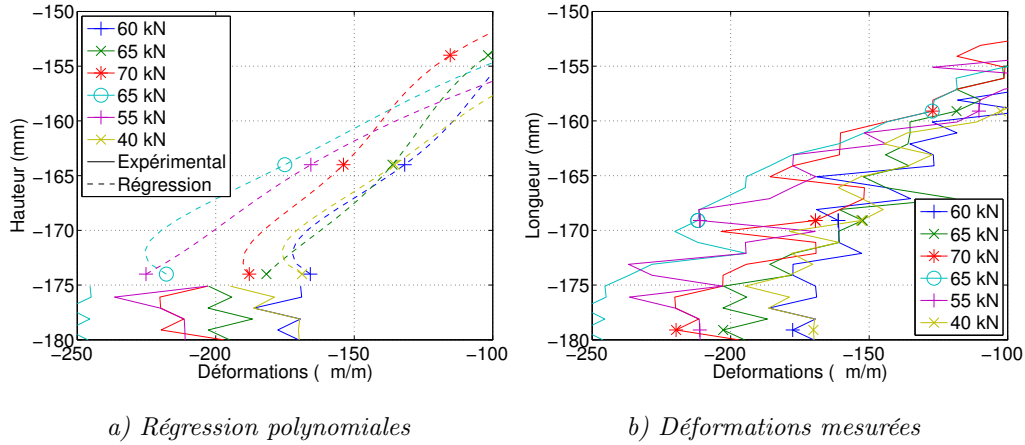 −150
−155
−160
−165
−170
−175
−180
Hauteur (mm)
−250
−200
−150
−100
Déformations ( m/m)
60 kN
65 kN
70 kN
65 kN
55 kN
40 kN
Expérimental
Régression
a) Régression polynomiales
−150
−155
−160
−165
−170
−175
−180
Longueur (mm)
−250
−200
−150
−100
Deformations ( m/m)
60 kN
65 kN
70 kN
65 kN
55 kN
40 kN
b) Déformations mesurées